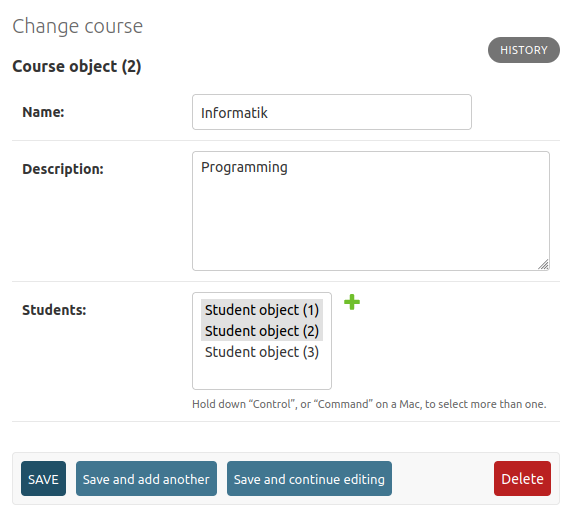 Change course
HISTORY
Course object (2)
Name:
Informatik
Description:
Programming
Students:
Student object (1)
Student object (2)
Student object (3)
Hold down “Control”, or “Command” on a Mac, to select more than one.
SAVE
Save and add another
Save and continue editing
Delete